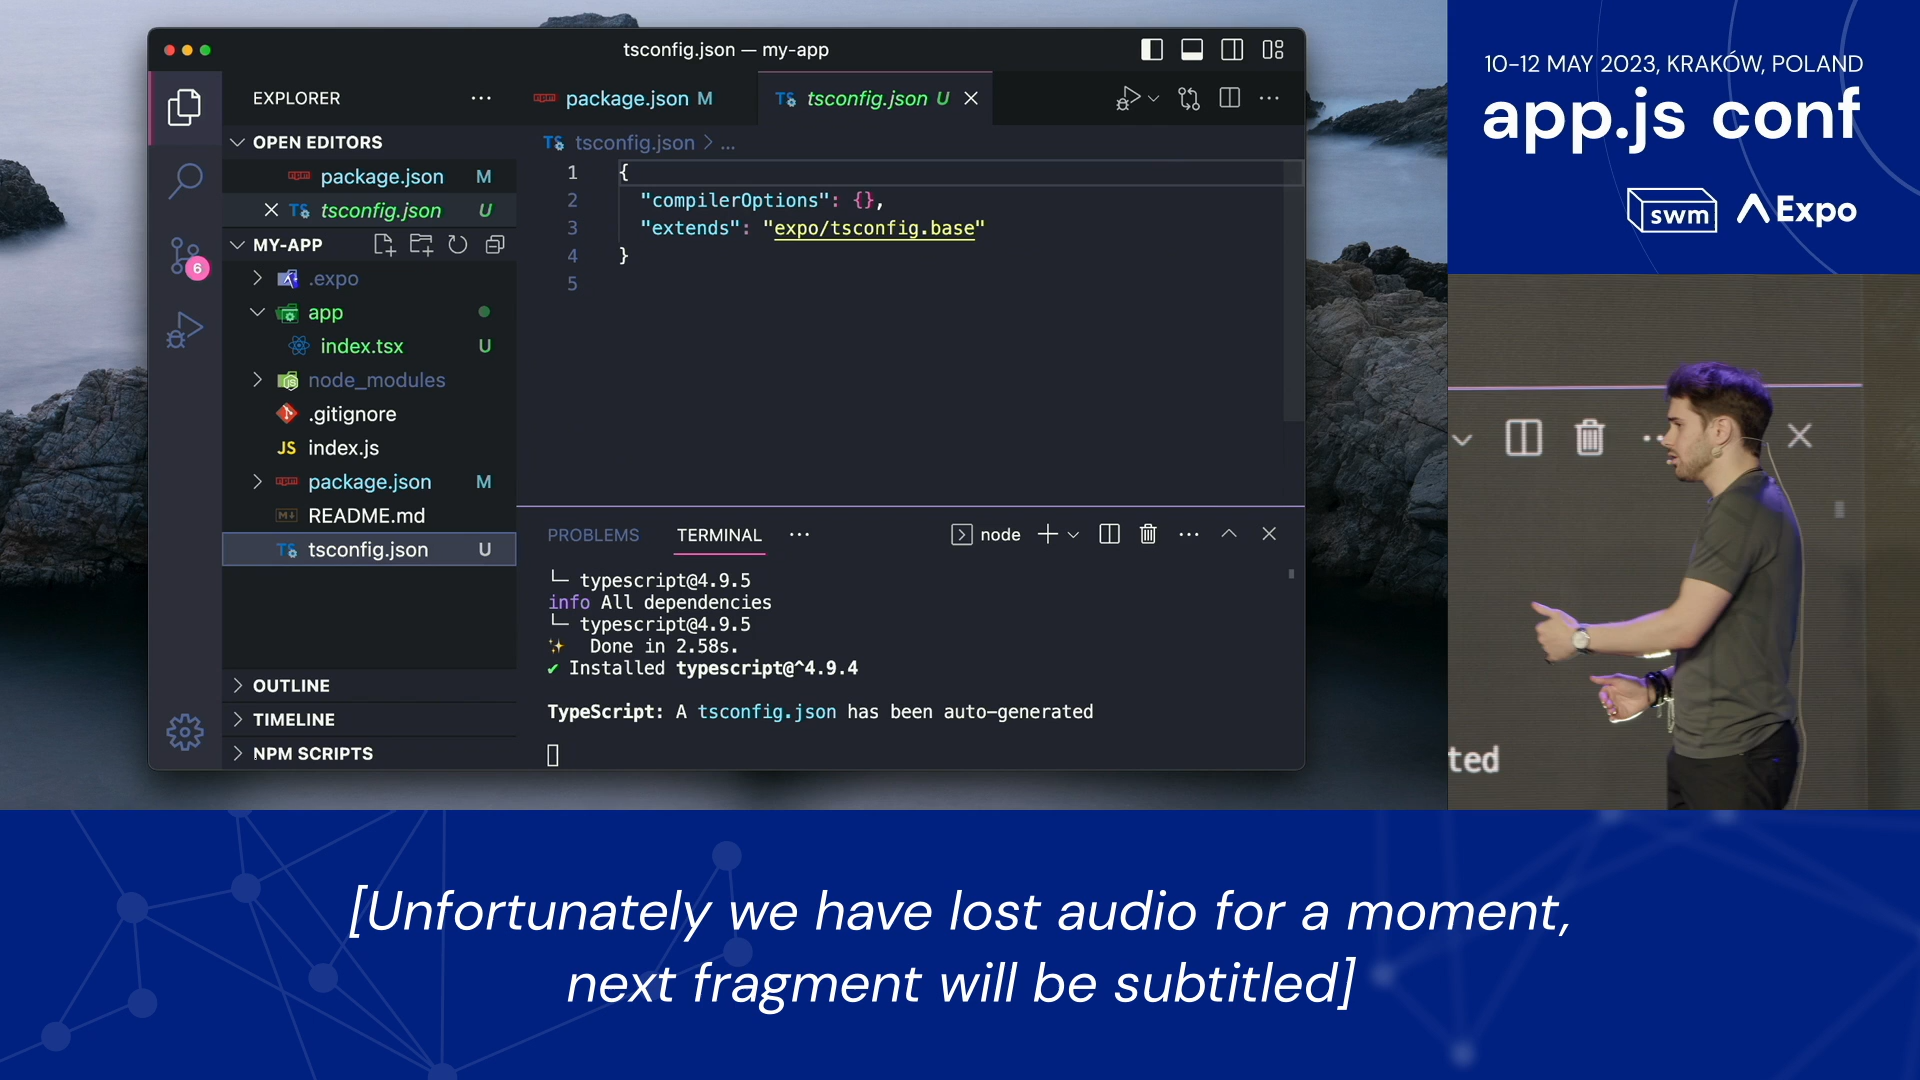 tsconfig.json — my-app
EXPLORER
package.json M
tsconfig.json U
OPEN EDITORS
package.json M
tsconfig.json U
MY-APP
.expo
app
index.tsx U
node_modules
.gitignore
JS index.js
package.json M
README.md
TS tsconfig.json U
OUTLINE
TIMELINE
NPM SCRIPTS
6
TS tsconfig.json > ...
1 {
2 "compilerOptions": {},
3 "extends": "expo/tsconfig.base"
4 }
5
PROBLEMS TERMINAL ··· node
└─ typescript@4.9.5
info All dependencies
└─ typescript@4.9.5
✨ Done in 2.58s.
✔ Installed typescript@^4.9.4
TypeScript: A tsconfig.json has been auto-generated
10-12 MAY 2023, KRAKÓW, POLAND
app.js conf
swm Expo
ted
[Unfortunately we have lost audio for a moment,
next fragment will be subtitled]